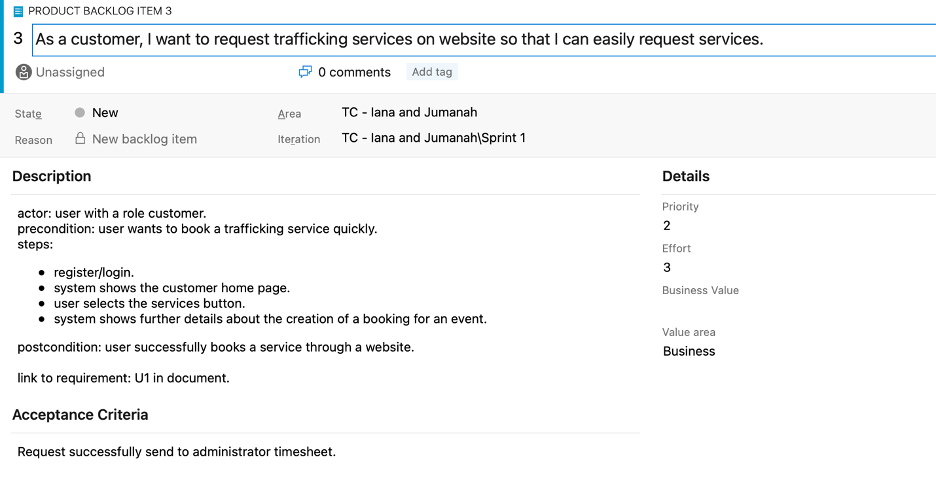 PRODUCT BACKLOG ITEM 3
3 As a customer, I want to request trafficking services on website so that I can easily request services.
Unassigned 0 comments Add tag
State New Area TC - Iana and Jumanah
Reason New backlog item Iteration TC - Iana and Jumanah\Sprint 1
Description
actor: user with a role customer.
precondition: user wants to book a trafficking service quickly.
steps:
• register/login.
• system shows the customer home page.
• user selects the services button.
• system shows further details about the creation of a booking for an event.
postcondition: user successfully books a service through a website.
link to requirement: U1 in document.
Acceptance Criteria
Request successfully send to administrator timesheet.
Details
Priority
2
Effort
3
Business Value
Value area
Business